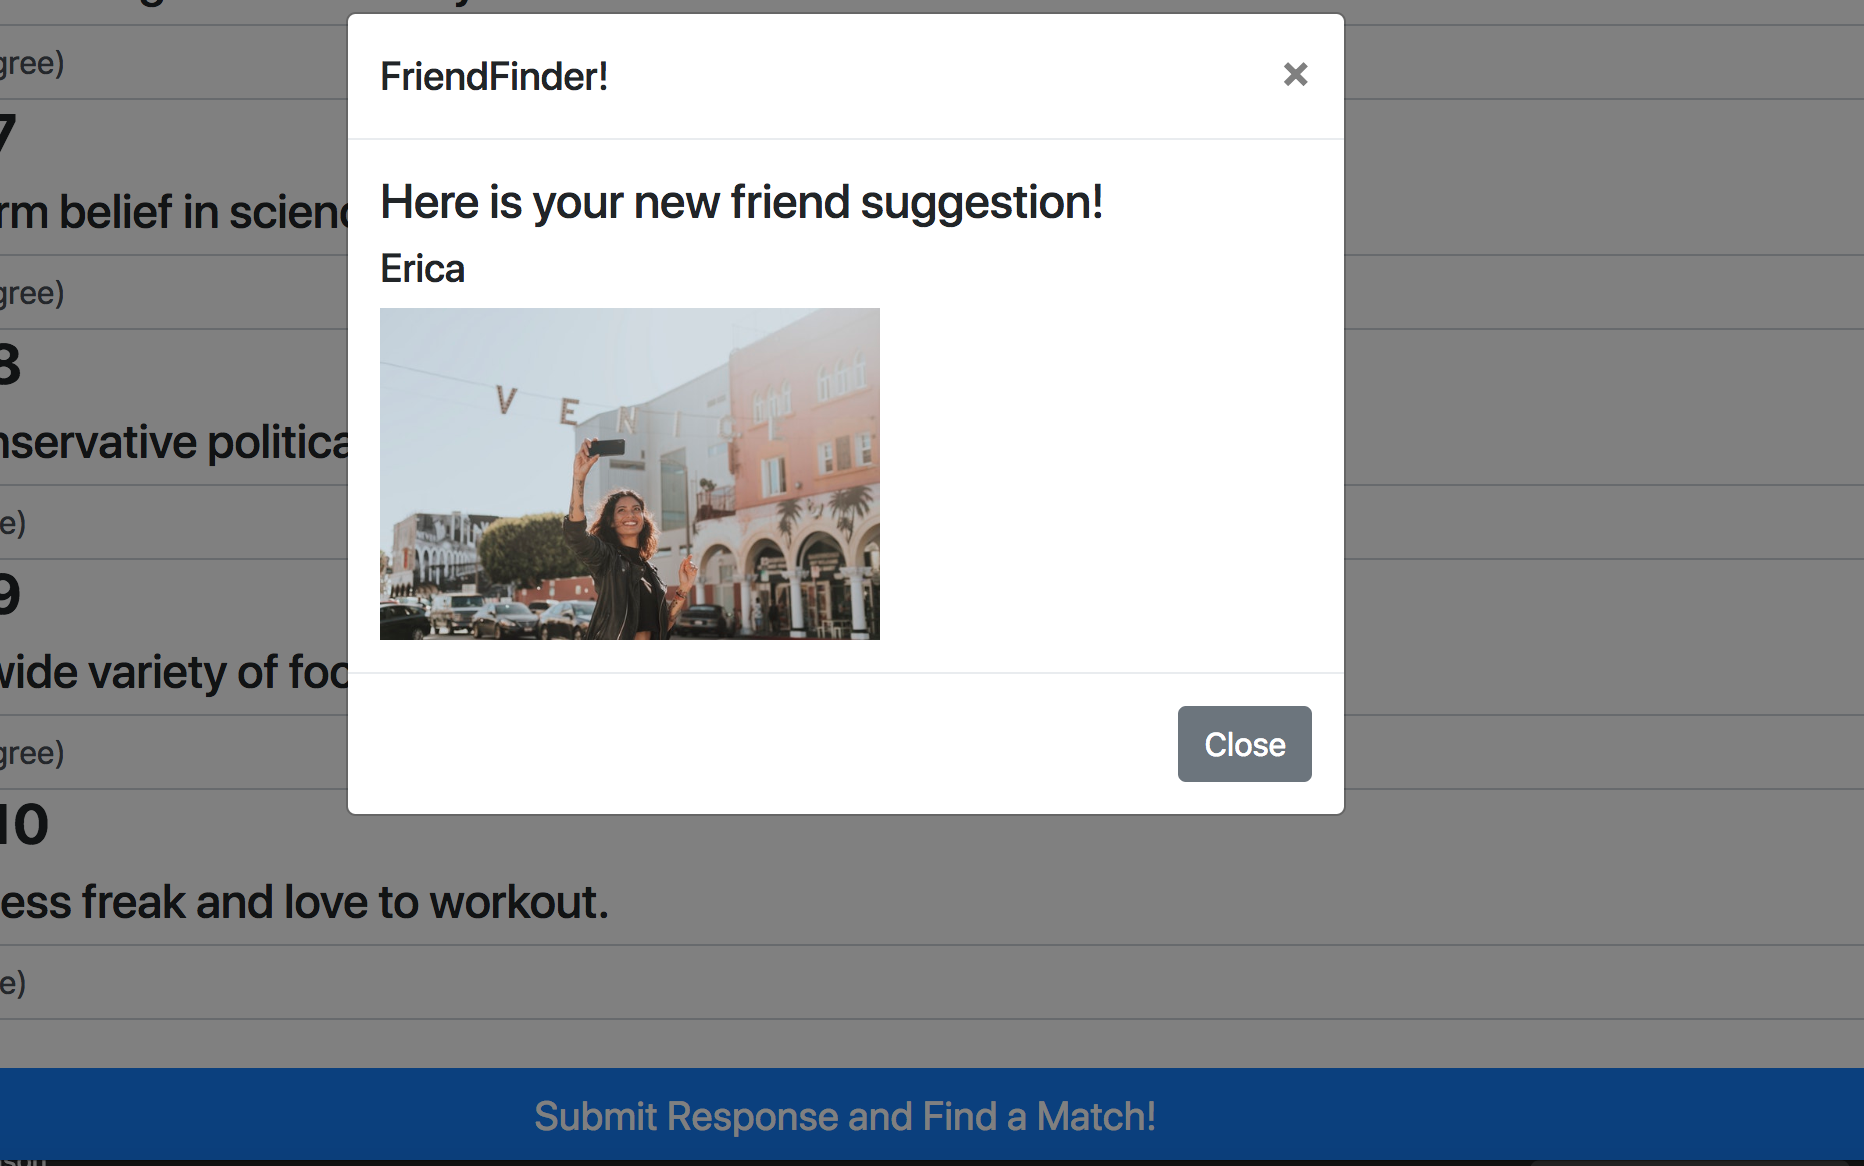 gree)
FriendFinder!
×
7
Here is your new friend suggestion!
rm belief in scienc
Erica
gree)
8
VENIC
nservative politica
e)
9
wide variety of foo
gree)
Close
10
ess freak and love to workout.
e)
Submit Response and Find a Match!